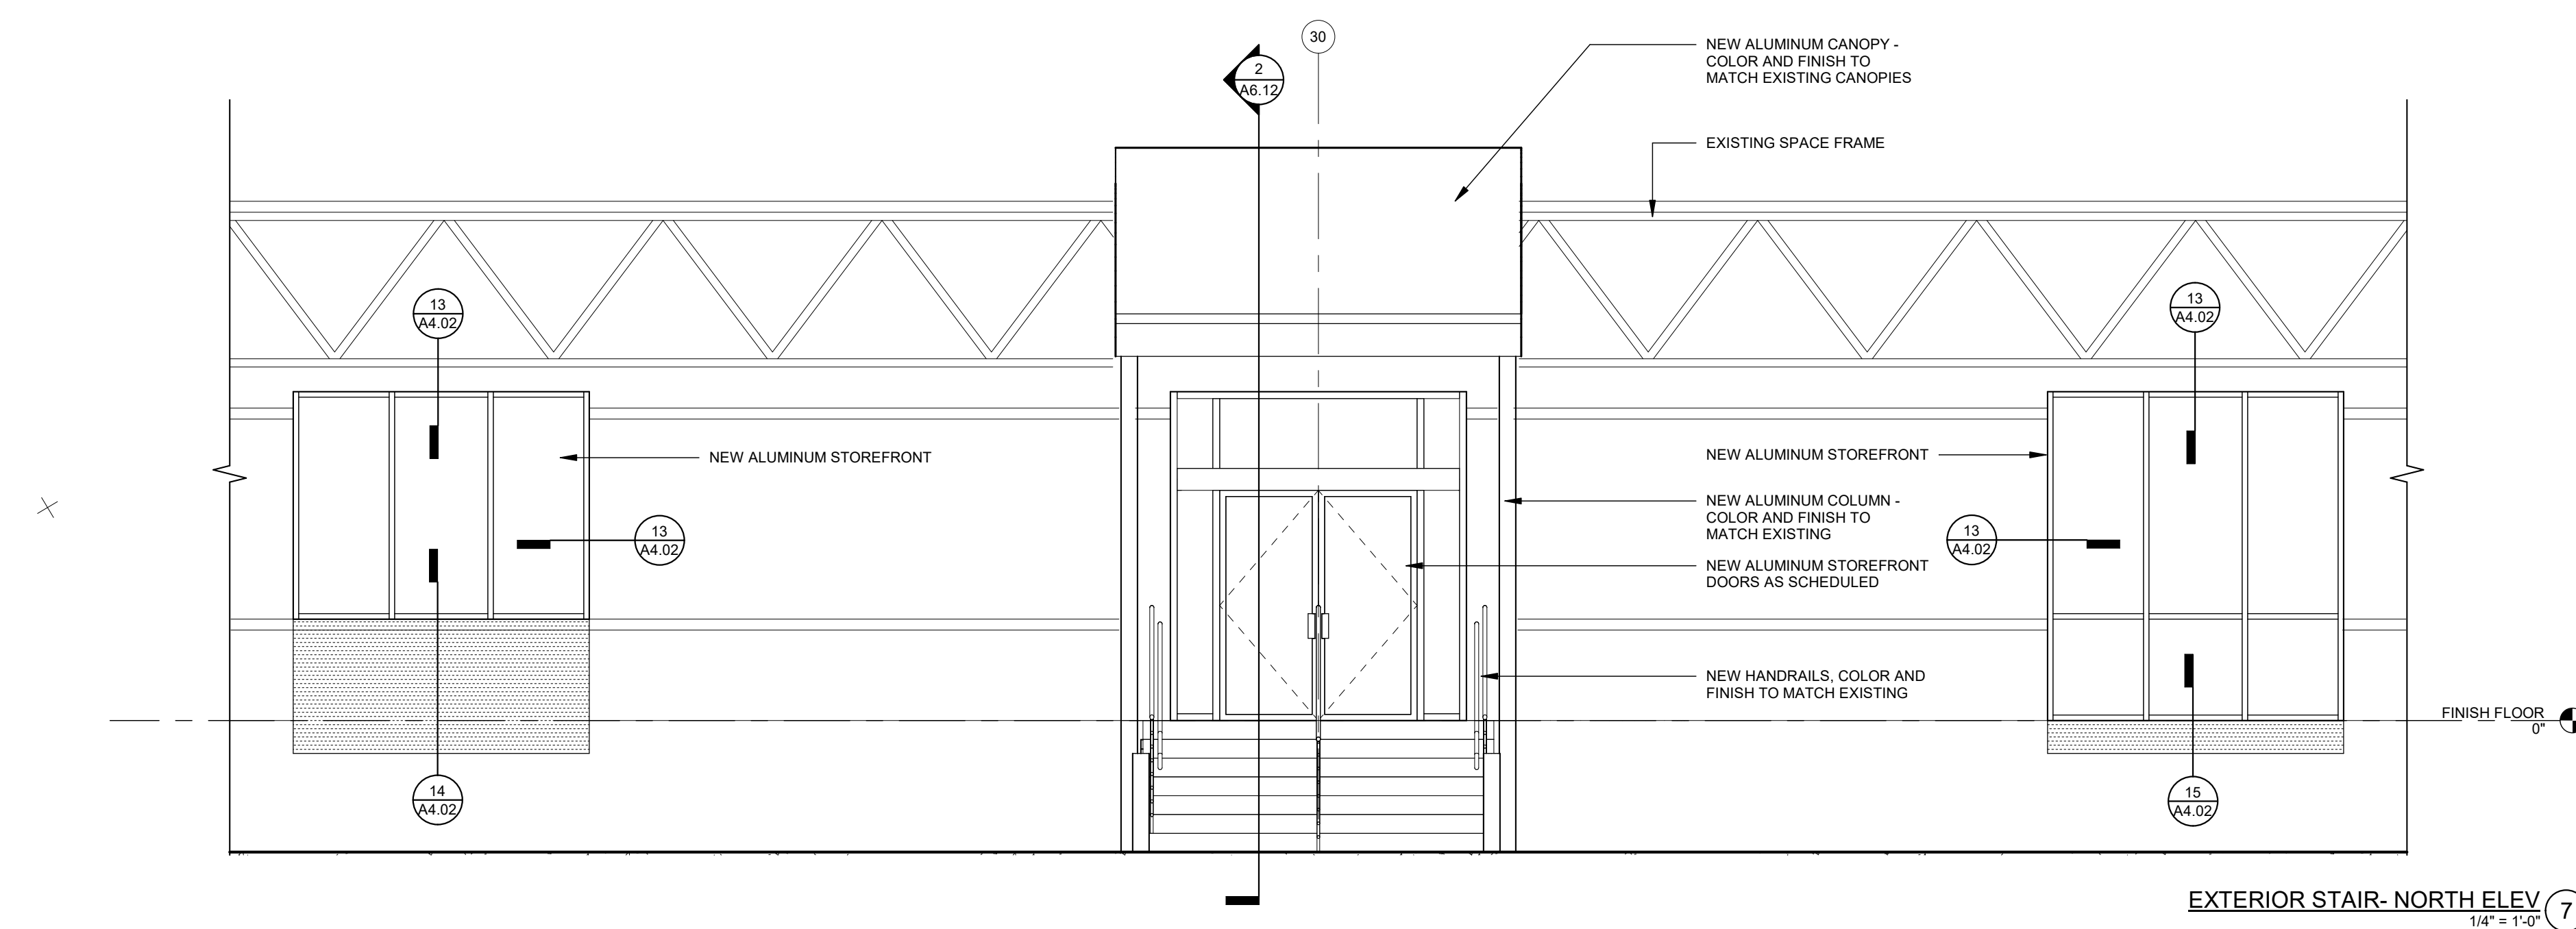 30
2
A6.12
NEW ALUMINUM CANOPY -
COLOR AND FINISH TO
MATCH EXISTING CANOPIES
EXISTING SPACE FRAME
13
A4.02
13
A4.02
NEW ALUMINUM STOREFRONT
13
A4.02
NEW ALUMINUM STOREFRONT
NEW ALUMINUM COLUMN -
COLOR AND FINISH TO
MATCH EXISTING
13
A4.02
NEW ALUMINUM STOREFRONT
DOORS AS SCHEDULED
NEW HANDRAILS, COLOR AND
FINISH TO MATCH EXISTING
FINISH FLOOR
0"
14
A4.02
15
A4.02
EXTERIOR STAIR- NORTH ELEV
1/4" = 1'-0"
7